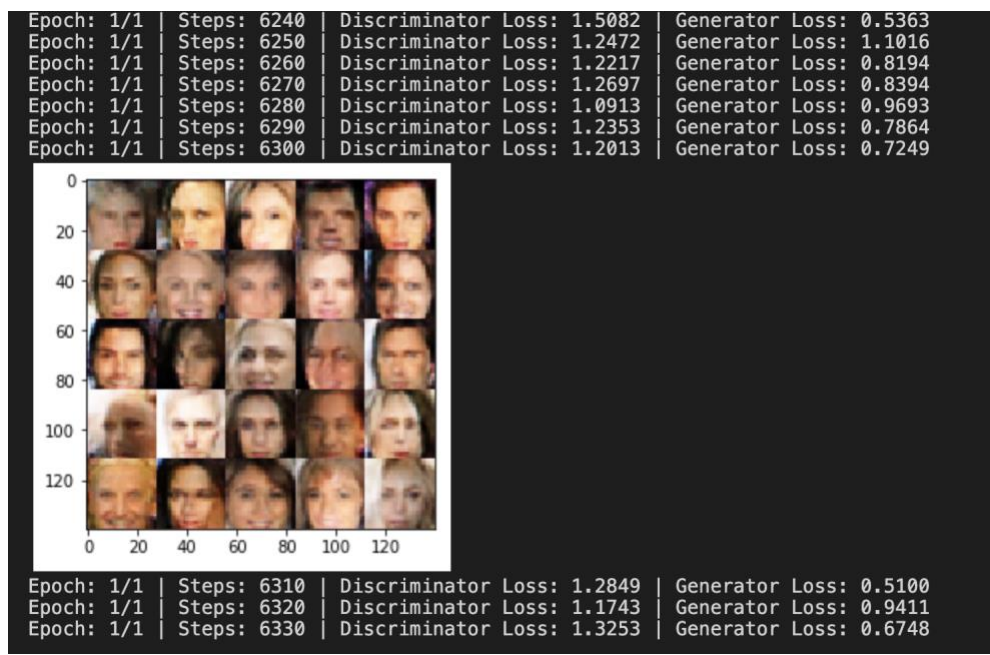 Epoch: 1/1 | Steps: 6240 | Discriminator Loss: 1.5082 | Generator Loss: 0.5363
Epoch: 1/1 | Steps: 6250 | Discriminator Loss: 1.2472 | Generator Loss: 1.1016
Epoch: 1/1 | Steps: 6260 | Discriminator Loss: 1.2217 | Generator Loss: 0.8194
Epoch: 1/1 | Steps: 6270 | Discriminator Loss: 1.2697 | Generator Loss: 0.8394
Epoch: 1/1 | Steps: 6280 | Discriminator Loss: 1.0913 | Generator Loss: 0.9693
Epoch: 1/1 | Steps: 6290 | Discriminator Loss: 1.2353 | Generator Loss: 0.7864
Epoch: 1/1 | Steps: 6300 | Discriminator Loss: 1.2013 | Generator Loss: 0.7249
0
20
40
60
80
100
120
0 20 40 60 80 100 120
Epoch: 1/1 | Steps: 6310 | Discriminator Loss: 1.2849 | Generator Loss: 0.5100
Epoch: 1/1 | Steps: 6320 | Discriminator Loss: 1.1743 | Generator Loss: 0.9411
Epoch: 1/1 | Steps: 6330 | Discriminator Loss: 1.3253 | Generator Loss: 0.6748